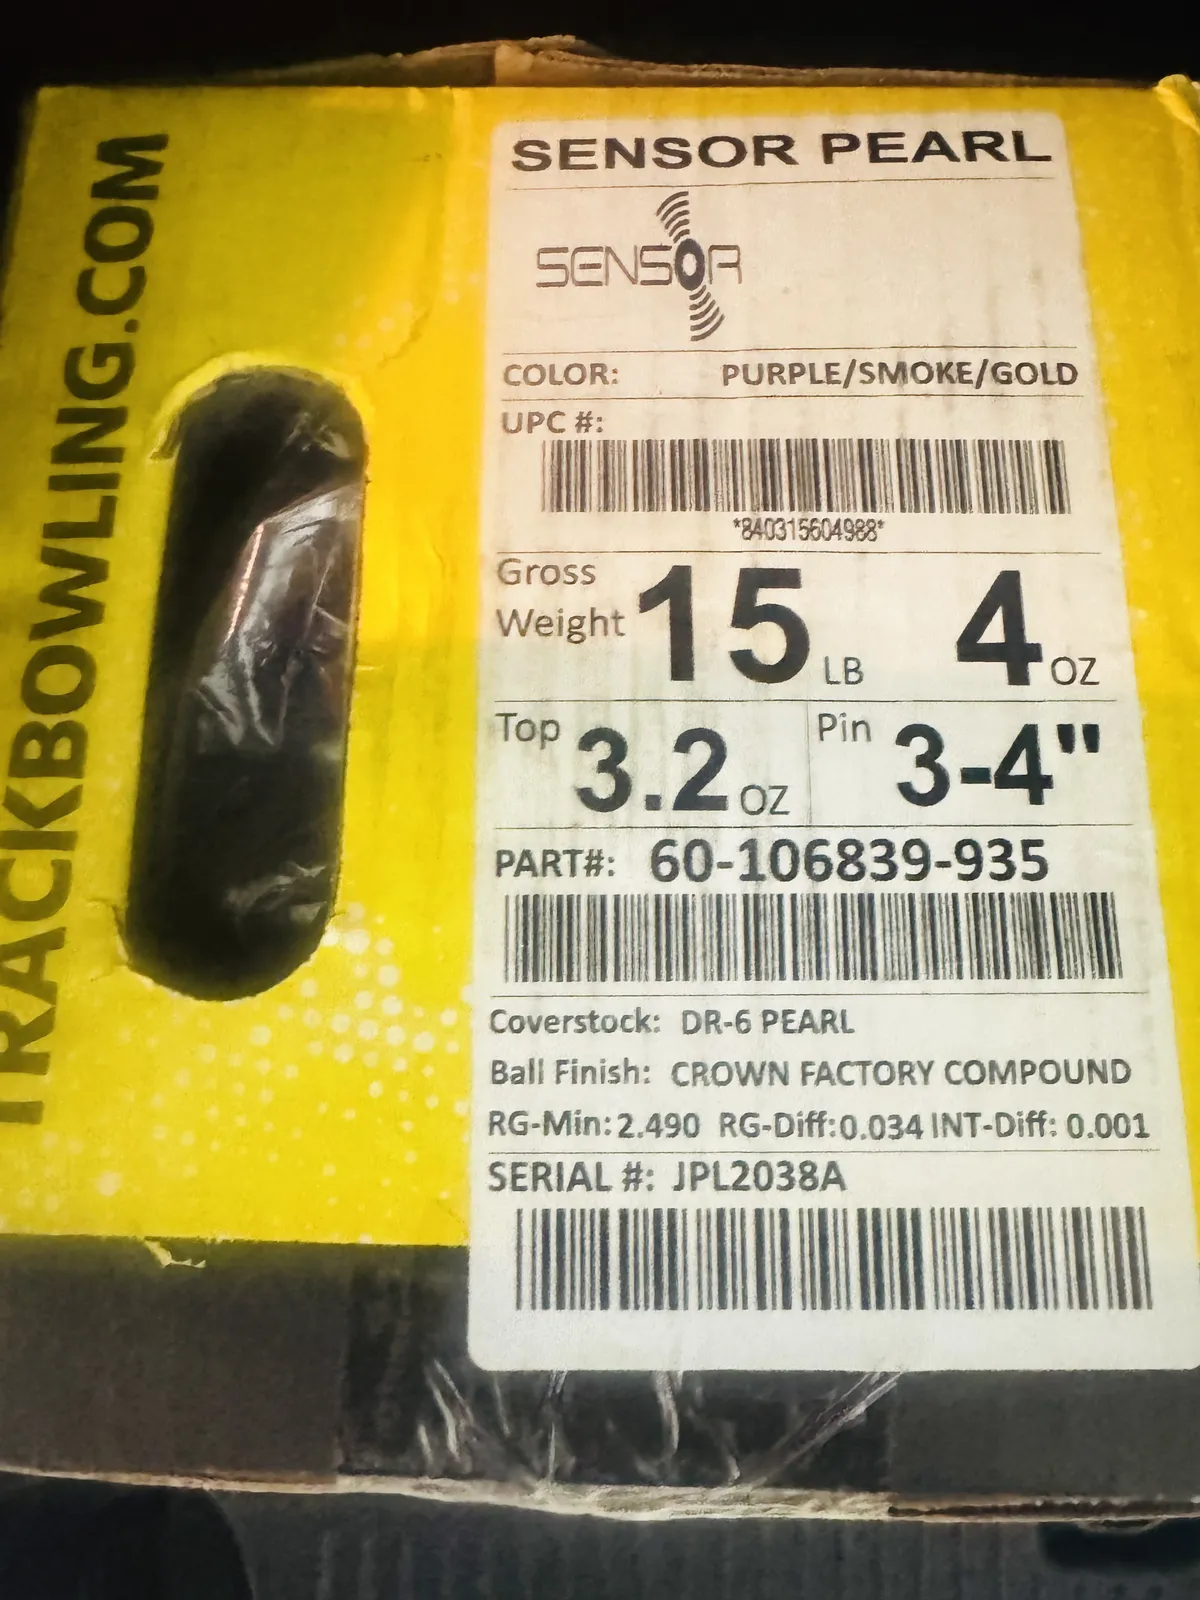 TRACKBOWLING.COM
SENSOR PEARL
SENSOR
COLOR: PURPLE/SMOKE/GOLD
UPC #:
*840315604988*
Gross Weight 15 LB 4 OZ
Top 3.2 OZ Pin 3-4"
PART#: 60-106839-935
Coverstock: DR-6 PEARL
Ball Finish: CROWN FACTORY COMPOUND
RG-Min: 2.490 RG-Diff: 0.034 INT-Diff: 0.001
SERIAL #: JPL2038A